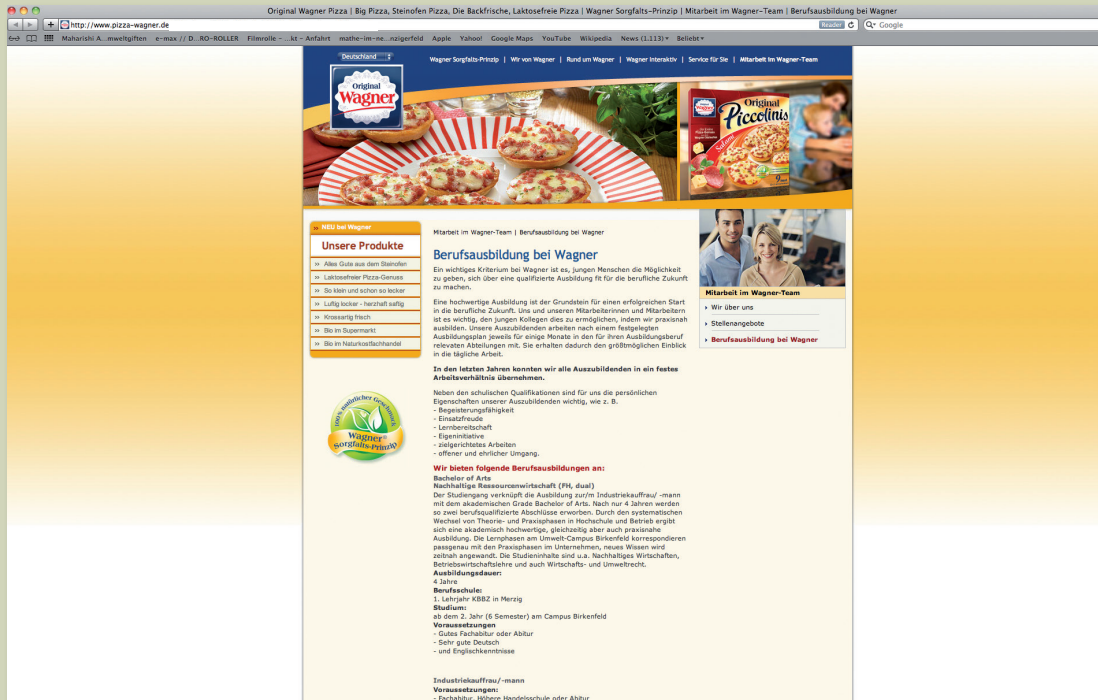 Original Wagner Pizza | Big Pizza, Steinofen Pizza, Die Backfrische, Laktosefreie Pizza | Wagner Sorgfalts-Prinzip | Mitarbeit im Wagner-Team | Berufsausbildung bei Wagner
http://www.pizza-wagner.de
Reader
Google
Maharishi A...mweltgiften e-max // D...RO-ROLLER Filmrolle - ...kt - Anfahrt mathe-im-ne...nzigerfeld Apple Yahoo! Google Maps YouTube Wikipedia News (1.113) Beliebt
Deutschland
Wagner Sorgfalts-Prinzip | Wir von Wagner | Rund um Wagner | Wagner Interaktiv | Service für Sie | Mitarbeit im Wagner-Team
Original
Wagner
Original
Piccolinis
Salami
NEU bei Wagner
Unsere Produkte
Alles Gute aus dem Steinofen
Laktosefreier Pizza-Genuss
So klein und schon so lecker
Luftig locker - herzhaft saftig
Krossartig frisch
Bio im Supermarkt
Bio im Naturkostfachhandel
100% natürlicher Geschmack
Wagner®
Sorgfalts-Prinzip
Mitarbeit im Wagner-Team | Berufsausbildung bei Wagner
Berufsausbildung bei Wagner
Ein wichtiges Kriterium bei Wagner ist es, jungen Menschen die Möglichkeit
zu geben, sich über eine qualifizierte Ausbildung fit für die berufliche Zukunft
zu machen.
Eine hochwertige Ausbildung ist der Grundstein für einen erfolgreichen Start
in die berufliche Zukunft. Uns und unseren Mitarbeiterinnen und Mitarbeitern
ist es wichtig, den jungen Kollegen dies zu ermöglichen, indem wir praxisnah
ausbilden. Unsere Auszubildenden arbeiten nach einem festgelegten
Ausbildungsplan jeweils für einige Monate in den für ihren Ausbildungsberuf
relevaten Abteilungen mit. Sie erhalten dadurch den größtmöglichen Einblick
in die tägliche Arbeit.
In den letzten Jahren konnten wir alle Auszubildenden in ein festes
Arbeitsverhältnis übernehmen.
Neben den schulischen Qualifikationen sind für uns die persönlichen
Eigenschaften unserer Auszubildenden wichtig, wie z. B.
- Begeisterungsfähigkeit
- Einsatzfreude
- Lernbereitschaft
- Eigeninitiative
- zielgerichtetes Arbeiten
- offener und ehrlicher Umgang.
Wir bieten folgende Berufsausbildungen an:
Bachelor of Arts
Nachhaltige Ressourcenwirtschaft (FH, dual)
Der Studiengang verknüpft die Ausbildung zur/m Industriekauffrau/ -mann
mit dem akademischen Grade Bachelor of Arts. Nach nur 4 Jahren werden
so zwei berufsqualifizierte Abschlüsse erworben. Durch den systematischen
Wechsel von Theorie- und Praxisphasen in Hochschule und Betrieb ergibt
sich eine akademisch hochwertige, gleichzeitig aber auch praxisnahe
Ausbildung. Die Lernphasen am Umwelt-Campus Birkenfeld korrespondieren
passgenau mit den Praxisphasen im Unternehmen, neues Wissen wird
zeitnah angewandt. Die Studieninhalte sind u.a. Nachhaltiges Wirtschaften,
Betriebswirtschaftslehre und auch Wirtschafts- und Umweltrecht.
Ausbildungsdauer:
4 Jahre
Berufsschule:
1. Lehrjahr KBBZ in Merzig
Studium:
ab dem 2. Jahr (6 Semester) am Campus Birkenfeld
Voraussetzungen
- Gutes Fachabitur oder Abitur
- Sehr gute Deutsch
- und Englischkenntnisse
Industriekauffrau/-mann
Voraussetzungen:
- Fachabitur, Höhere Handelsschule oder Abitur
Mitarbeit im Wagner-Team
Wir über uns
Stellenangebote
Berufsausbildung bei Wagner